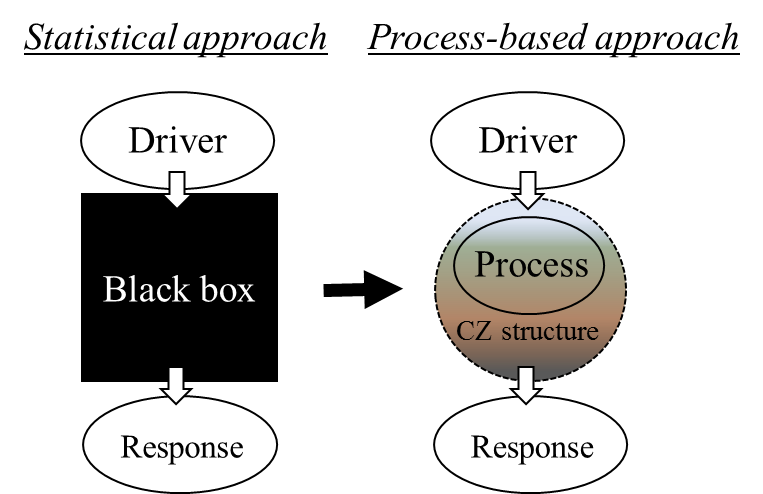 Statistical approach
Process-based approach
Driver
Black box
Response
Driver
Process
CZ structure
Response